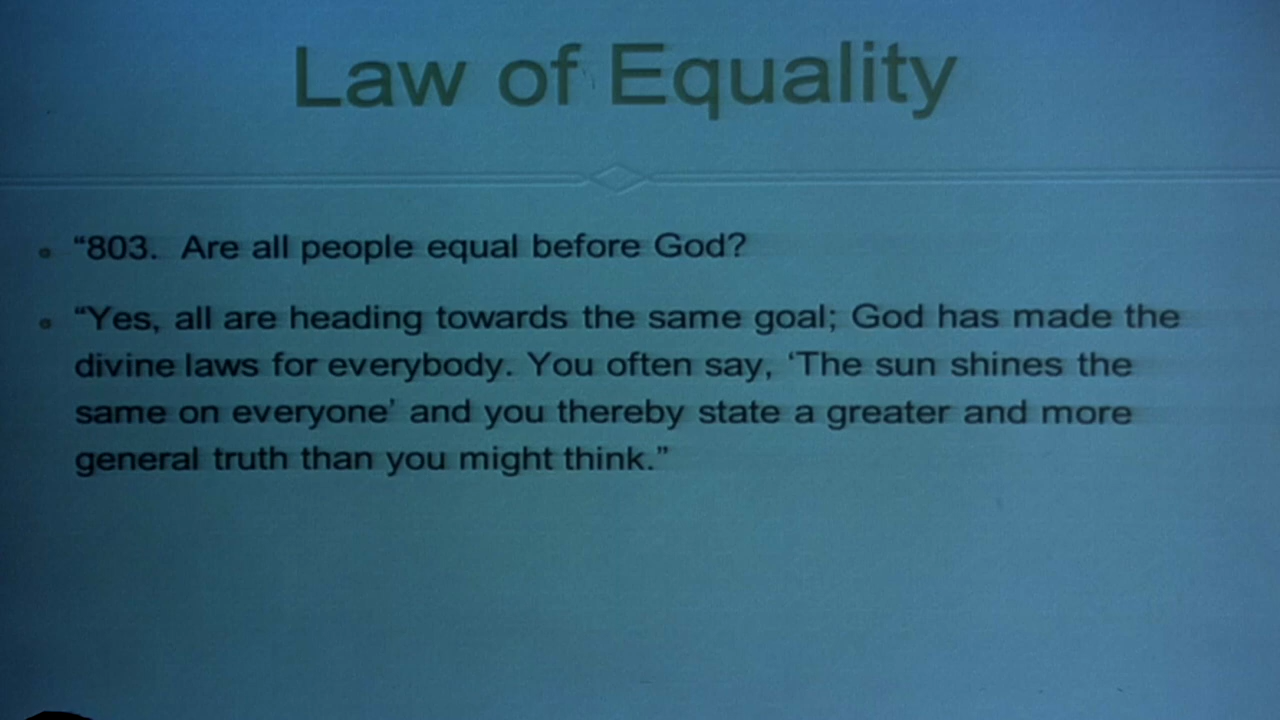 Law of Equality
“803. Are all people equal before God?
“Yes, all are heading towards the same goal; God has made the
divine laws for everybody. You often say, ‘The sun shines the
same on everyone’ and you thereby state a greater and more
general truth than you might think.”